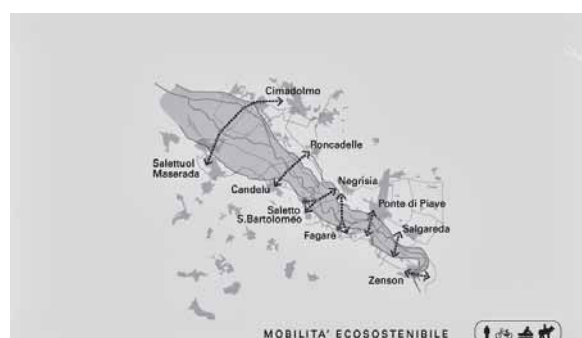 Cimadolmo
Roncadelle
Salettuol
Maserada
Negrisia
Candelù
Ponte di Piave
Saletto
S.Bartolomeo
Salgareda
Fagarè
Zenson
MOBILITA' ECOSOSTENIBILE